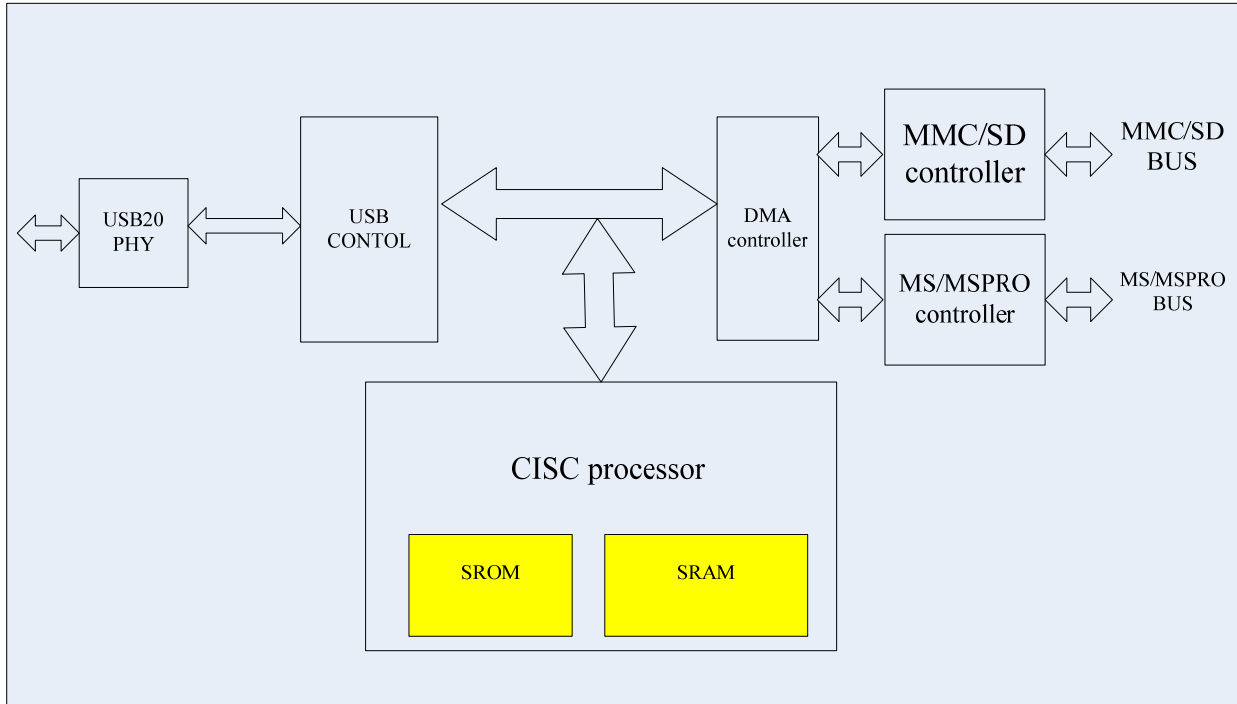 USB20
PHY
USB
CONTOL
DMA
controller
MMC/SD
controller
MMC/SD
BUS
MS/MSPRO
controller
MS/MSPRO
BUS
CISC processor
SROM
SRAM